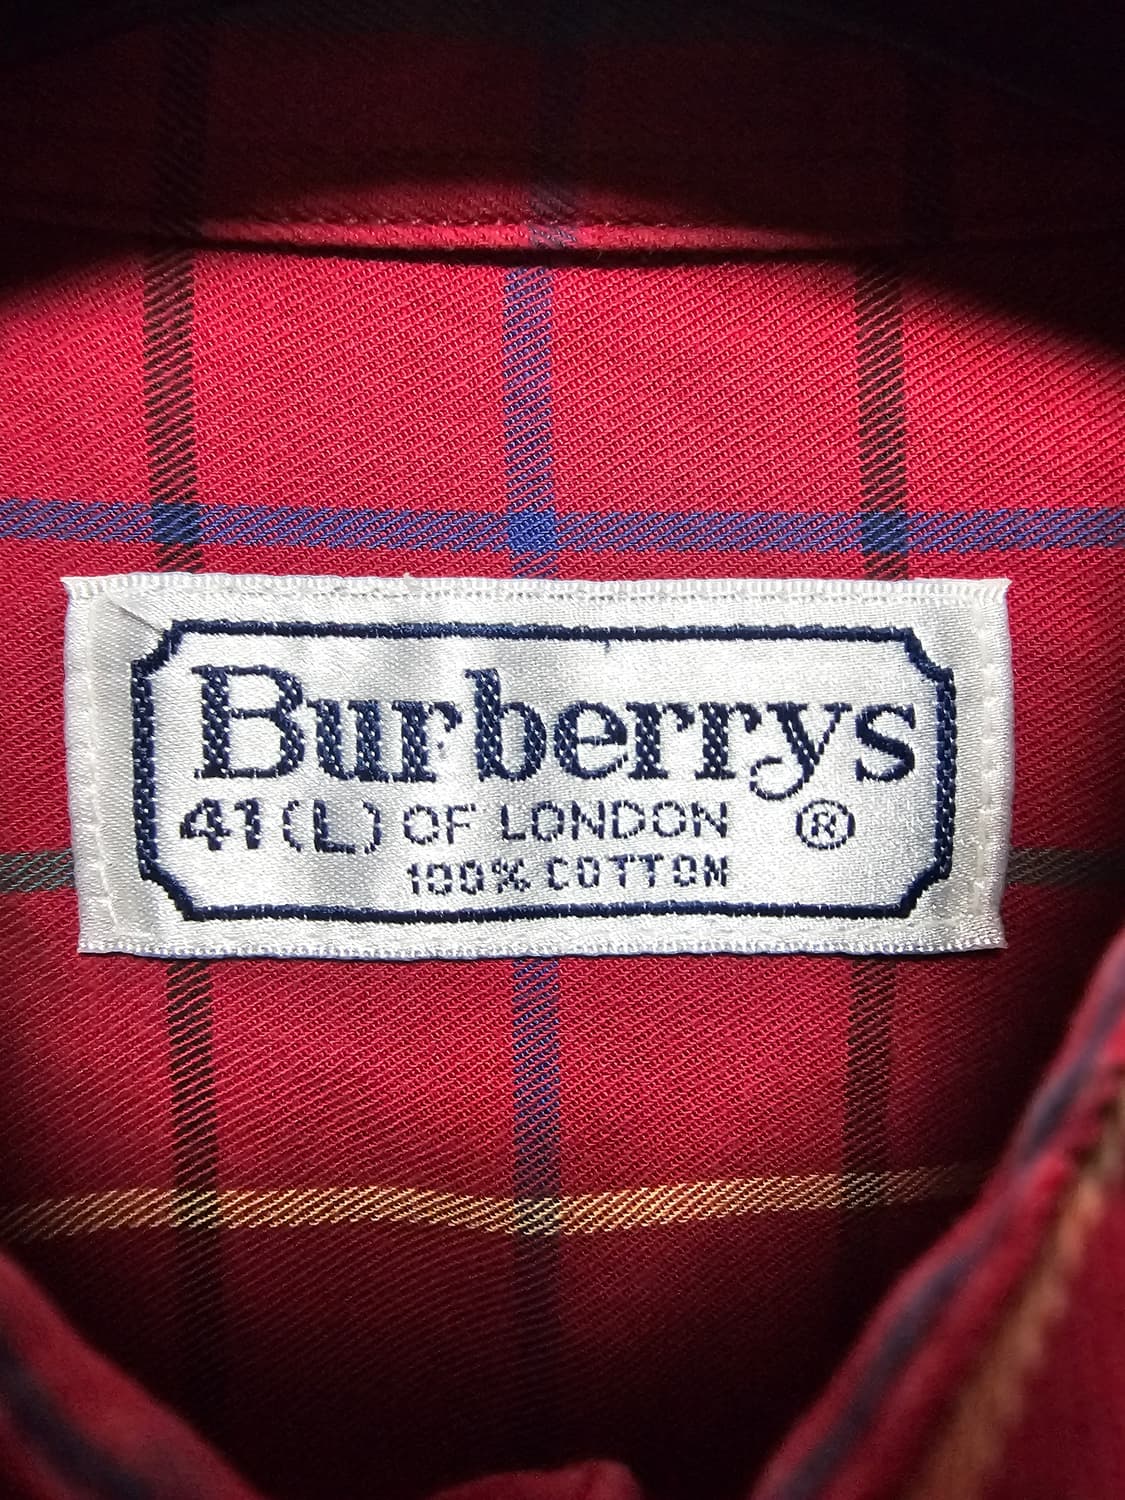 Burberrys
41(L) OF LONDON ®
100% COTTON